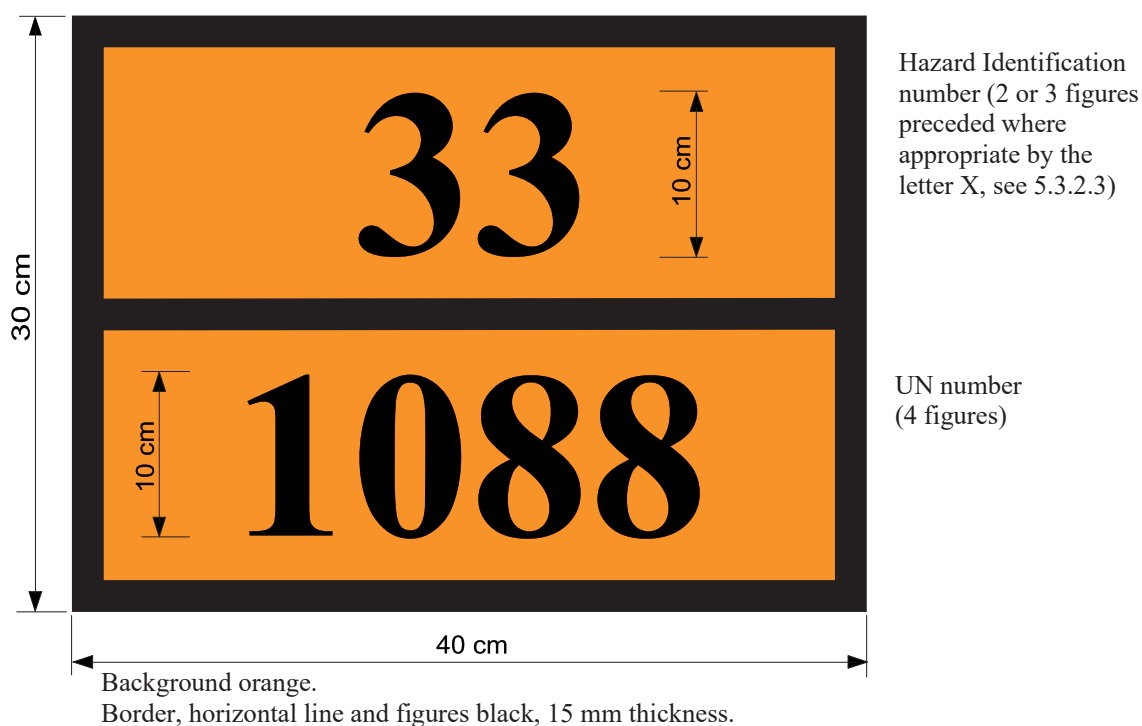 33
10 cm
Hazard Identification
number (2 or 3 figures
preceded where
appropriate by the
letter X, see 5.3.2.3)
30 cm
1088
10 cm
UN number
(4 figures)
40 cm
Background orange.
Border, horizontal line and figures black, 15 mm thickness.